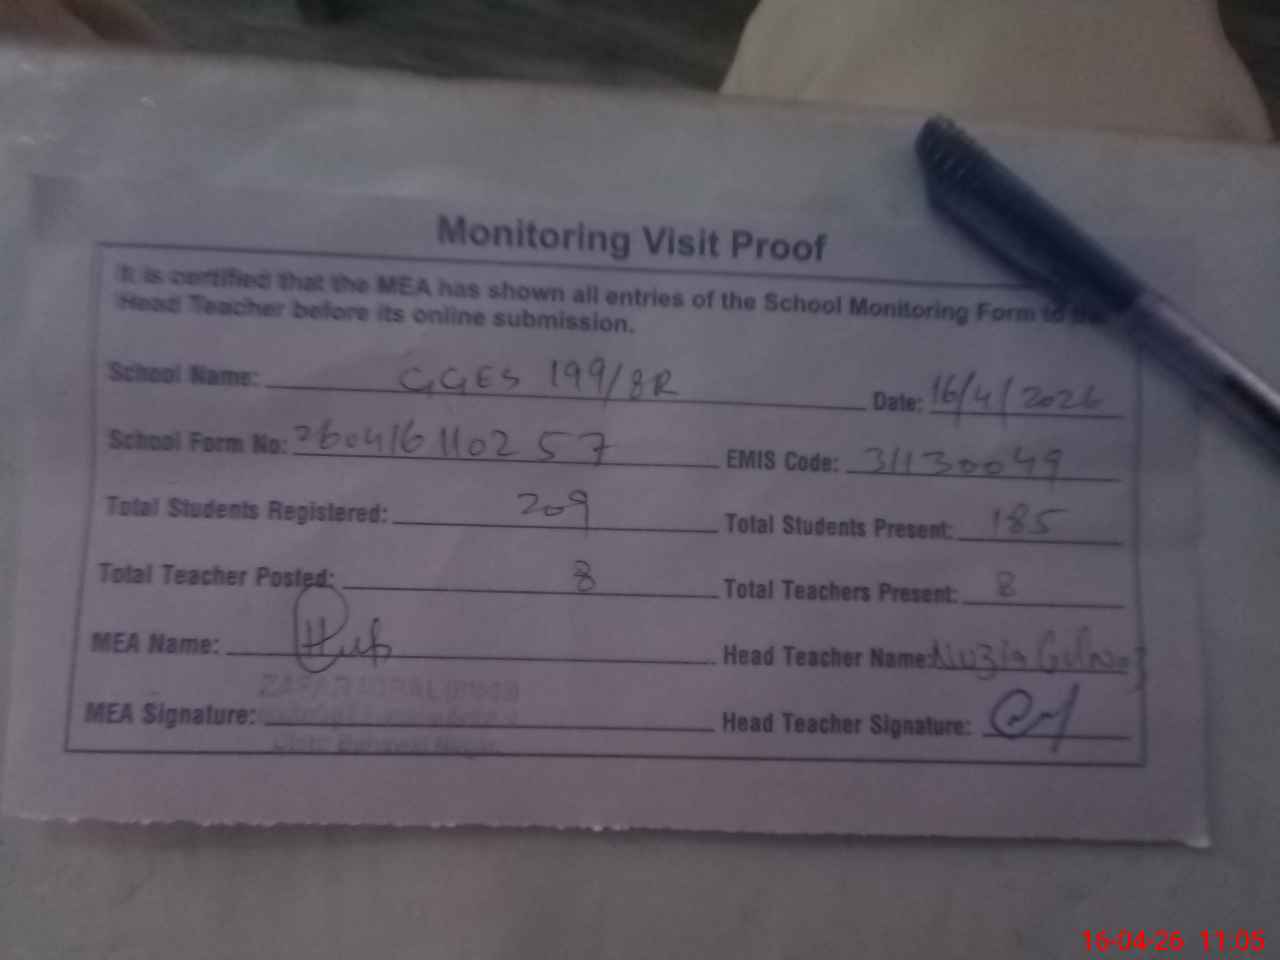 Monitoring Visit Proof
It is certified that the MEA has shown all entries of the School Monitoring Form to the
Head Teacher before its online submission.
School Name: GGES 199/8R Date: 16/4/2026
School Form No: 260416110257 EMIS Code: 31130049
Total Students Registered: 209 Total Students Present: 185
Total Teacher Posted: 8 Total Teachers Present: 8
MEA Name: Head Teacher Name:
ZAFAR IQBAL
MEA Signature: Head Teacher Signature:
16-04-26 11:05